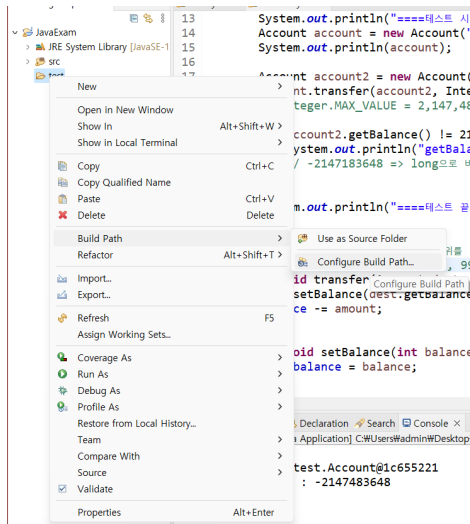 JavaExam
JRE System Library [JavaSE-1
src
test
13
14
15
16
17
System.out.println("====테스트 시
Account account = new Account("
System.out.println(account);
Account account2 = new Account(
nt.transfer(account2, Inte
teger.MAX_VALUE = 2,147,48
ccount2.getBalance() != 21
ystem.out.println("getBala
/ -2147183648 => long으로 바
m.out.println("====테스트 끝
위를
, 99
id transfer(
setBalance(dest.getBalance
ce -= amount;
oid setBalance(int balance
balance = balance;
New
Open in New Window
Show In Alt+Shift+W
Show in Local Terminal
Copy Ctrl+C
Copy Qualified Name
Paste Ctrl+V
Delete Delete
Build Path
Refactor Alt+Shift+T
Import...
Export...
Refresh F5
Assign Working Sets...
Coverage As
Run As
Debug As
Profile As
Restore from Local History...
Team
Compare With
Source
Validate
Properties Alt+Enter
Use as Source Folder
Configure Build Path...
Configure Build Path
Declaration Search Console
a Application] C:₩Users₩admin₩Desktop
test.Account@1c655221
: -2147483648